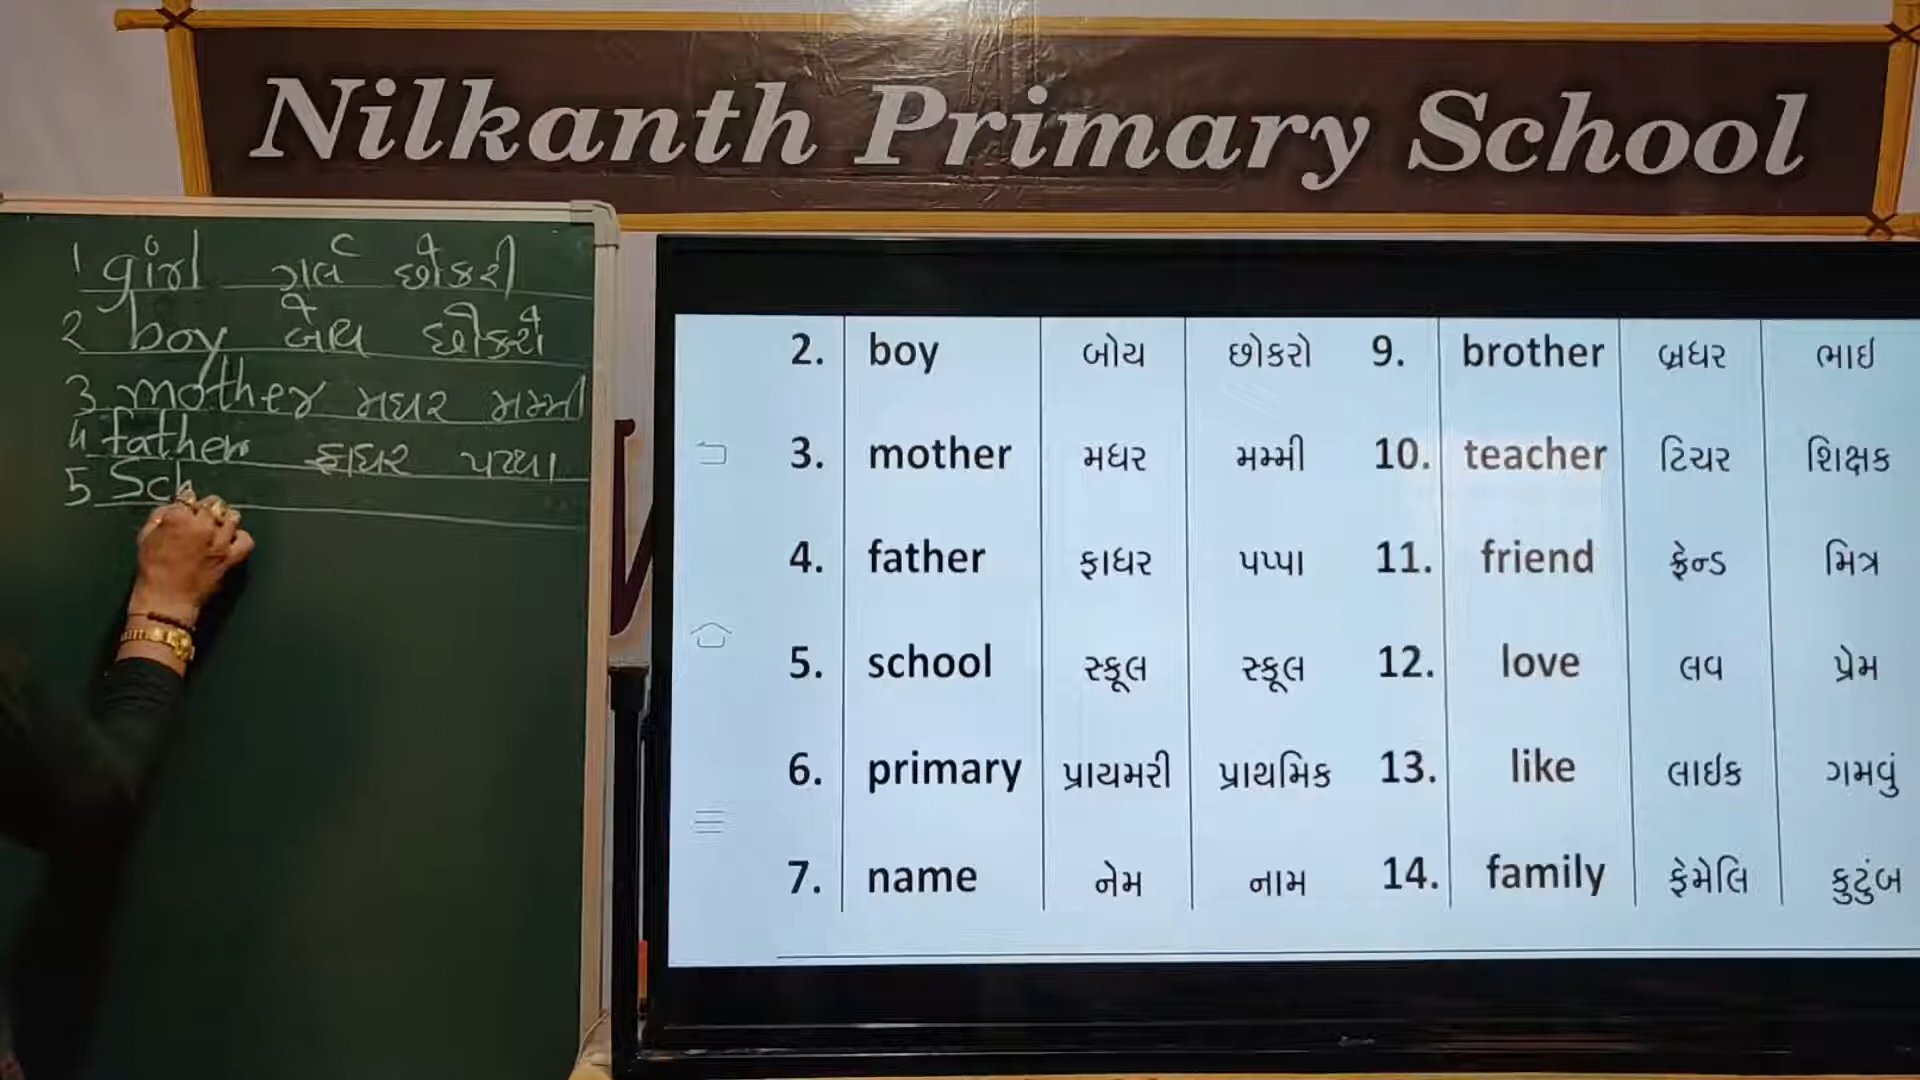 Nilkanth Primary School
1 girl ગર્લ છોકરી
2 boy બોય છોકરો
3 mother મધર મમ્મી
4 father ફાધર પપ્પા
5 Sch
2. boy બોય છોકરો 9. brother બ્રધર ભાઈ
3. mother મધર મમ્મી 10. teacher ટિચર શિક્ષક
4. father ફાધર પપ્પા 11. friend ફ્રેન્ડ મિત્ર
5. school સ્કૂલ સ્કૂલ 12. love લવ પ્રેમ
6. primary પ્રાયમરી પ્રાથમિક 13. like લાઈક ગમવું
7. name નેમ નામ 14. family ફેમેલિ કુટુંબ